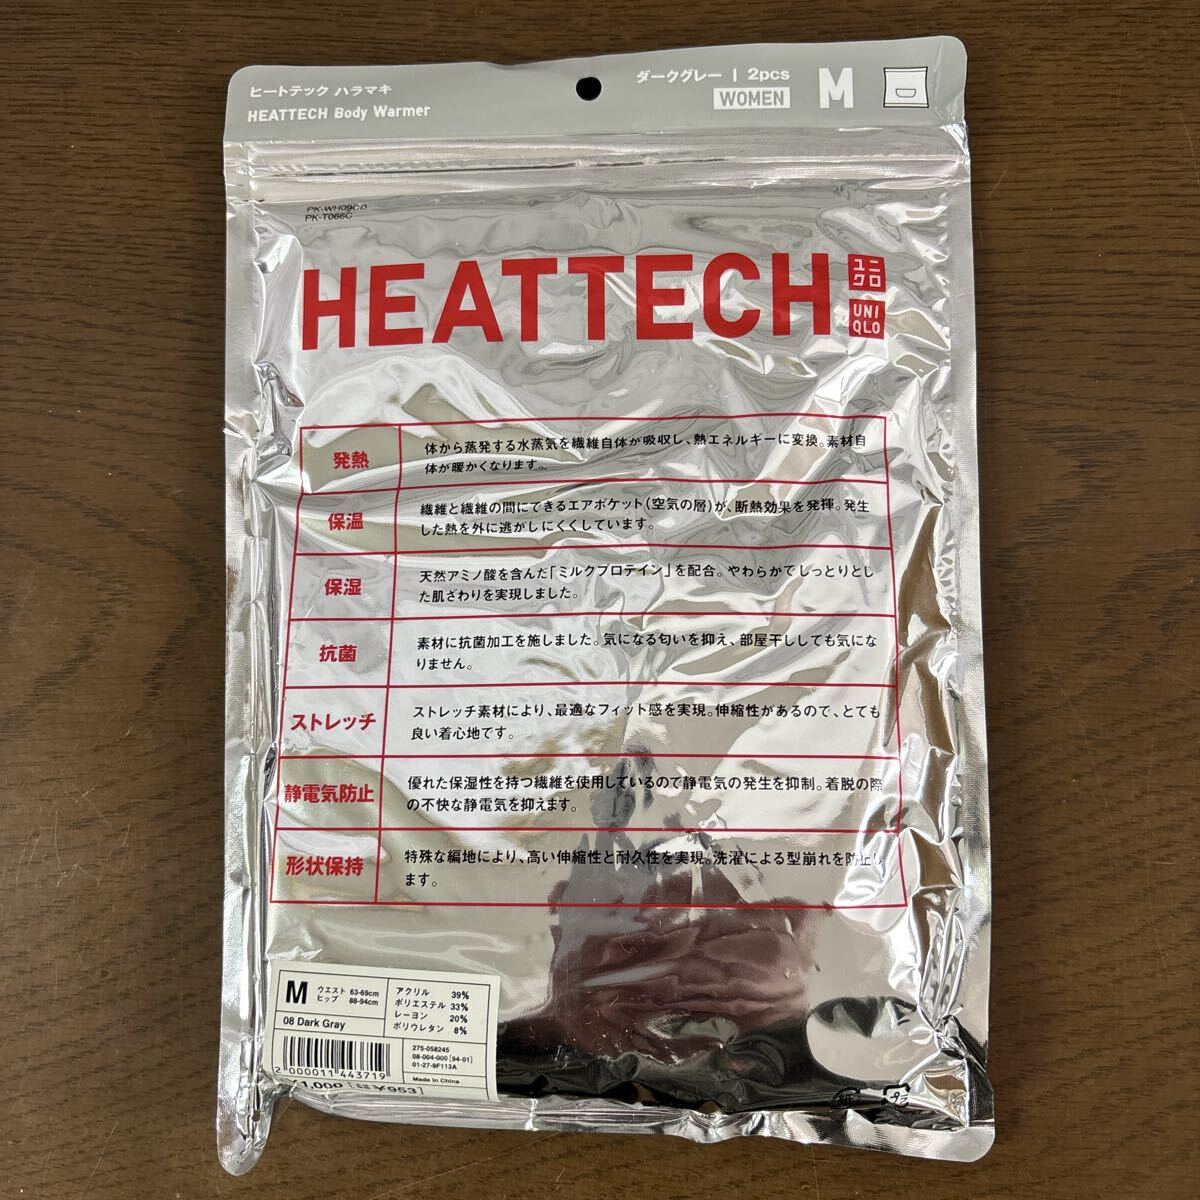 ヒートテック ハラマキ
HEATTECH Body Warmer
ダークグレー | 2pcs
WOMEN
M
PK-WH09CD
PK-T066C
HEATTECH
ユニクロ
UNI
QLO
発熱
体から蒸発する水蒸気を繊維自体が吸収し、熱エネルギーに変換。素材自
体が暖かくなります。
保温
繊維と繊維の間にできるエアポケット(空気の層)が、断熱効果を発揮。発生
した熱を外に逃がしにくくしています。
保湿
天然アミノ酸を含んだ「ミルクプロテイン」を配合。やわらかでしっとりとし
た肌ざわりを実現しました。
抗菌
素材に抗菌加工を施しました。気になる匂いを抑え、部屋干ししても気にな
りません。
ストレッチ
ストレッチ素材により、最適なフィット感を実現。伸縮性があるので、とても
良い着心地です。
静電気防止
優れた保湿性を持つ繊維を使用しているので静電気の発生を抑制。着脱の際
の不快な静電気を抑えます。
形状保持
特殊な編地により、高い伸縮性と耐久性を実現。洗濯による型崩れを防止し
ます。
M
ウエスト 63-69cm
ヒップ 88-94cm
08 Dark Gray
アクリル 39%
ポリエステル 33%
レーヨン 20%
ポリウレタン 8%
2000011443719
275-058245
08-004-000 [94-01]
01-27-9F113A
Made in China
¥1,000 [本体¥953]